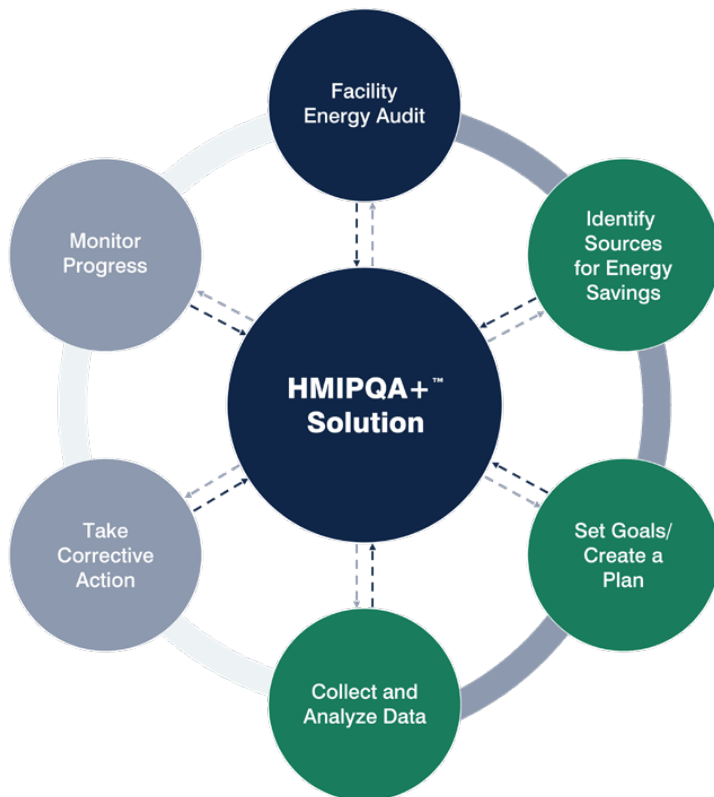 Facility
Energy Audit
Identify
Sources
for Energy
Savings
Monitor
Progress
HMIPQA+™
Solution
Set Goals/
Create a
Plan
Take
Corrective
Action
Collect and
Analyze Data